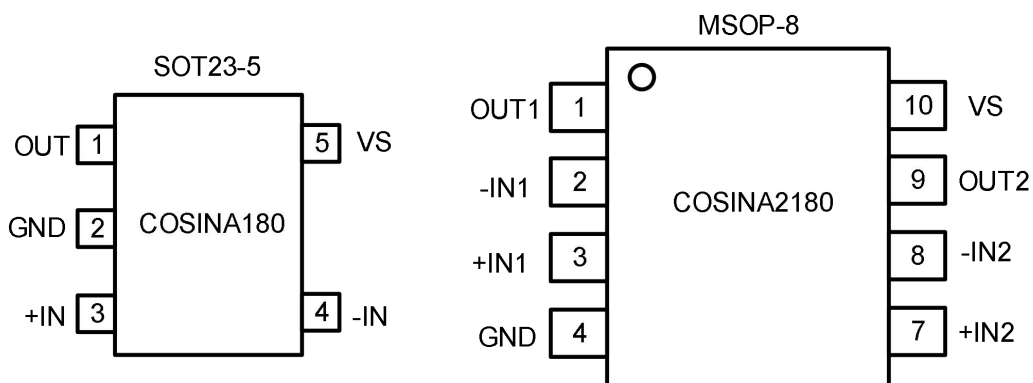 SOT23-5
OUT 1
5 VS
GND 2
COSINA180
+IN 3
4 -IN
MSOP-8
OUT1 1
10 VS
-IN1 2
9 OUT2
COSINA2180
+IN1 3
8 -IN2
GND 4
7 +IN2